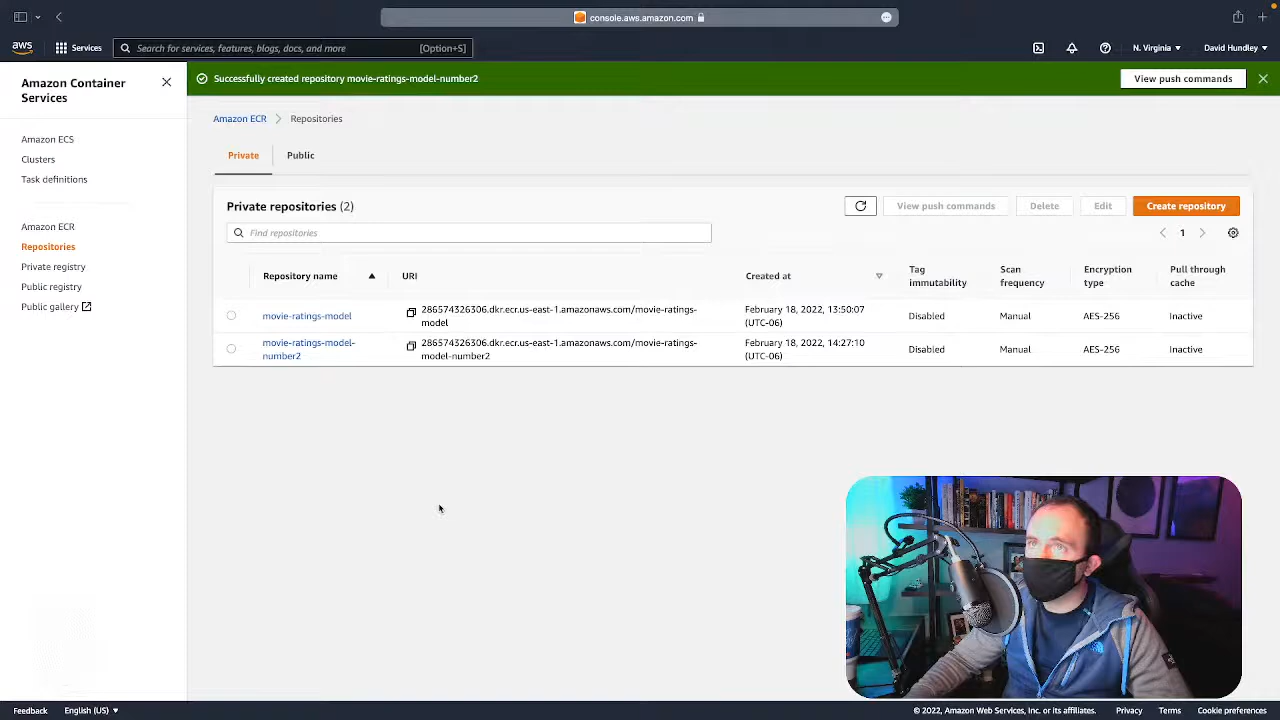 console.aws.amazon.com
aws
Services
Search for services, features, blogs, docs, and more [Option+S]
N. Virginia
David Hundley
Amazon Container
Services
Amazon ECS
Clusters
Task definitions
Amazon ECR
Repositories
Private registry
Public registry
Public gallery
Successfully created repository movie-ratings-model-number2
View push commands
Amazon ECR
Repositories
Private
Public
Private repositories (2)
View push commands
Delete
Edit
Create repository
Find repositories
1
Repository name
URI
Created at
Tag
immutability
Scan
frequency
Encryption
type
Pull through
cache
movie-ratings-model
286574326306.dkr.ecr.us-east-1.amazonaws.com/movie-ratings-
model
February 18, 2022, 13:50:07
(UTC-06)
Disabled
Manual
AES-256
Inactive
movie-ratings-model-
number2
286574326306.dkr.ecr.us-east-1.amazonaws.com/movie-ratings-
model-number2
February 18, 2022, 14:27:10
(UTC-06)
Disabled
Manual
AES-256
Inactive
Feedback
English (US)
© 2022, Amazon Web Services, Inc. or its affiliates.
Privacy
Terms
Cookie preferences